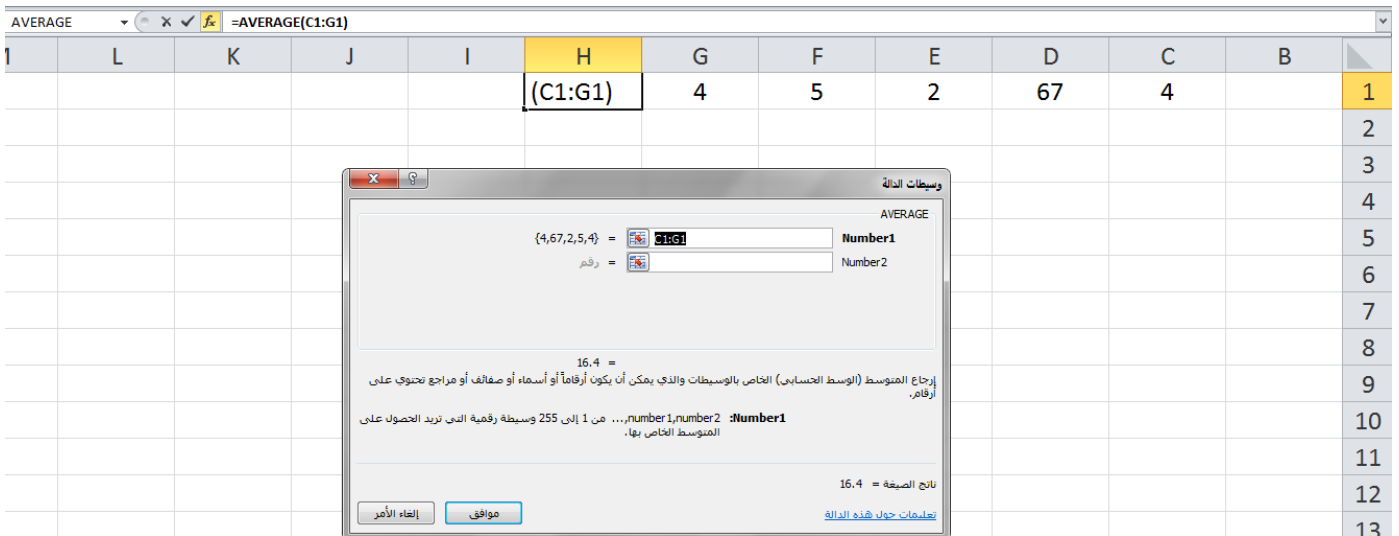 AVERAGE fx =AVERAGE(C1:G1)
L K J I H G F E D C B
(C1:G1) 4 5 2 67 4 1
2
3
وسيطات الدالة
4
AVERAGE
Number1 C1:G1 = {4,67,2,5,4}
5
Number2 = رقم
6
7
8
= 16.4
إرجاع المتوسط (الوسط الحسابي) الخاص بالوسيطات والذي يمكن أن يكون أرقاماً أو أسماء أو صفائف أو مراجع تحتوي على
أرقام.
9
Number1: number1,number2,... من 1 إلى 255 وسيطة رقمية التي تريد الحصول على
المتوسط الخاص بها.
10
11
ناتج الصيغة = 16.4
12
تعليمات حول هذه الدالة موافق إلغاء الأمر
13